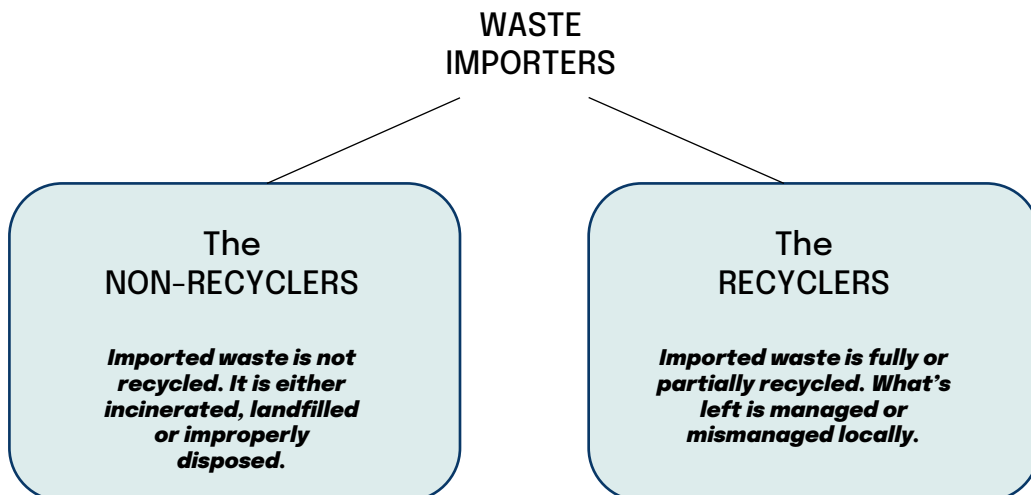 WASTE
IMPORTERS
The
NON-RECYCLERS
Imported waste is not
recycled. It is either
incinerated, landfilled
or improperly
disposed.
The
RECYCLERS
Imported waste is fully or
partially recycled. What’s
left is managed or
mismanaged locally.